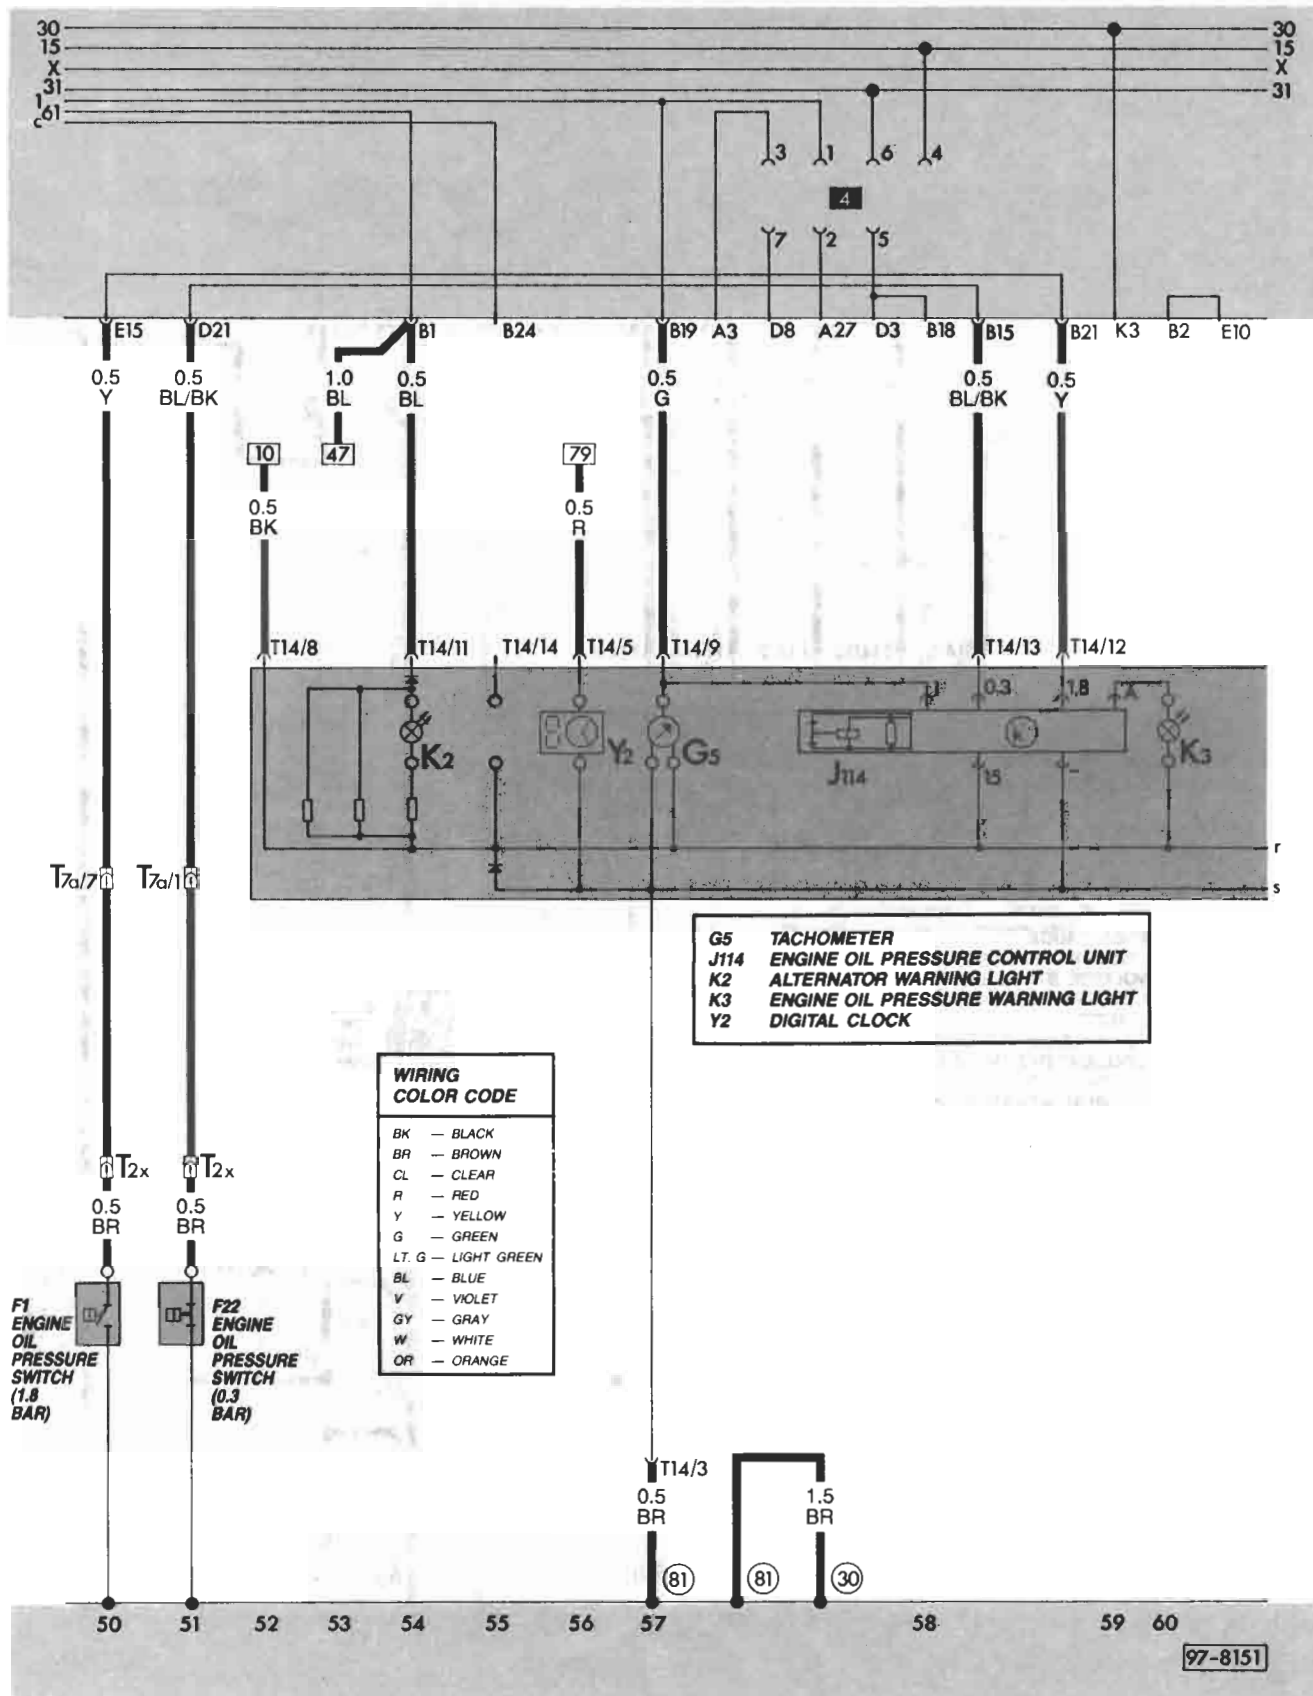 30 30
15 15
X X
31 31
1
61
c
3 1 6 4
4
7 2 5
E15 D21 B1 B24 B19 A3 D8 A27 D3 B18 B15 B21 K3 B2 E10
0.5 0.5 1.0 0.5 0.5 0.5 0.5
Y BL/BK BL BL G BL/BK Y
10 47 79
0.5 0.5
BK R
T14/8 T14/11 T14/14 T14/5 T14/9 T14/13 T14/12
1 0.3 1.8 A
K2 Y2 G5 J114 15 - K3
r
T7a/7 T7a/1
s
G5 TACHOMETER
J114 ENGINE OIL PRESSURE CONTROL UNIT
K2 ALTERNATOR WARNING LIGHT
K3 ENGINE OIL PRESSURE WARNING LIGHT
Y2 DIGITAL CLOCK
WIRING
COLOR CODE
BK — BLACK
BR — BROWN
CL — CLEAR
R — RED
Y — YELLOW
G — GREEN
LT. G — LIGHT GREEN
BL — BLUE
V — VIOLET
GY — GRAY
W — WHITE
OR — ORANGE
T2x T2x
0.5 0.5
BR BR
F1
ENGINE
OIL
PRESSURE
SWITCH
(1.8
BAR)
F22
ENGINE
OIL
PRESSURE
SWITCH
(0.3
BAR)
T14/3
0.5 1.5
BR BR
81 81 30
50 51 52 53 54 55 56 57 58 59 60
97-8151